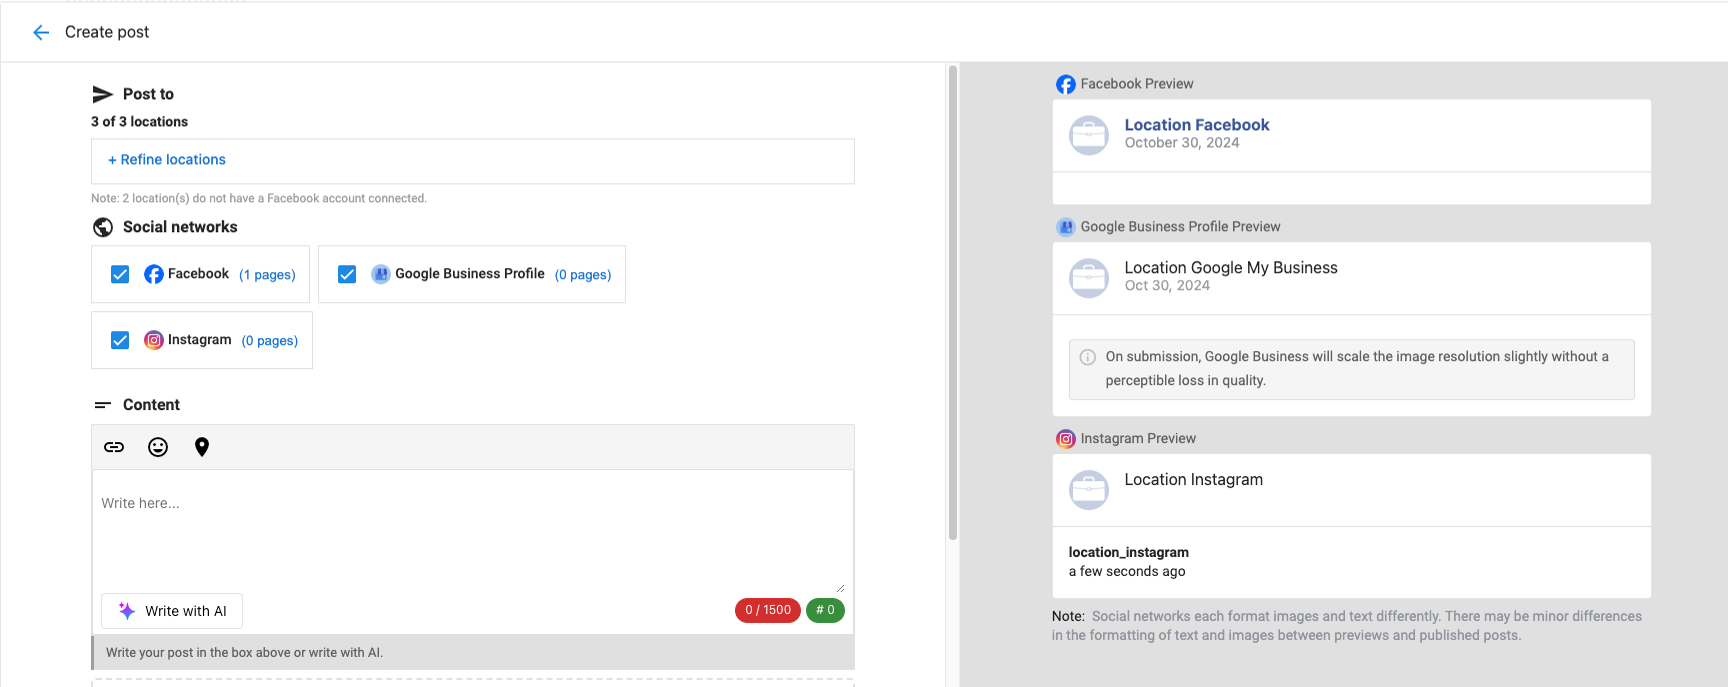 Create post
Post to
3 of 3 locations
+ Refine locations
Note: 2 location(s) do not have a Facebook account connected.
Social networks
Facebook (1 pages)
Google Business Profile (0 pages)
Instagram (0 pages)
Content
Write here...
Write with AI
0 / 1500
# 0
Write your post in the box above or write with AI.
Facebook Preview
Location Facebook
October 30, 2024
Google Business Profile Preview
Location Google My Business
Oct 30, 2024
On submission, Google Business will scale the image resolution slightly without a
perceptible loss in quality.
Instagram Preview
Location Instagram
location_instagram
a few seconds ago
Note: Social networks each format images and text differently. There may be minor differences
in the formatting of text and images between previews and published posts.